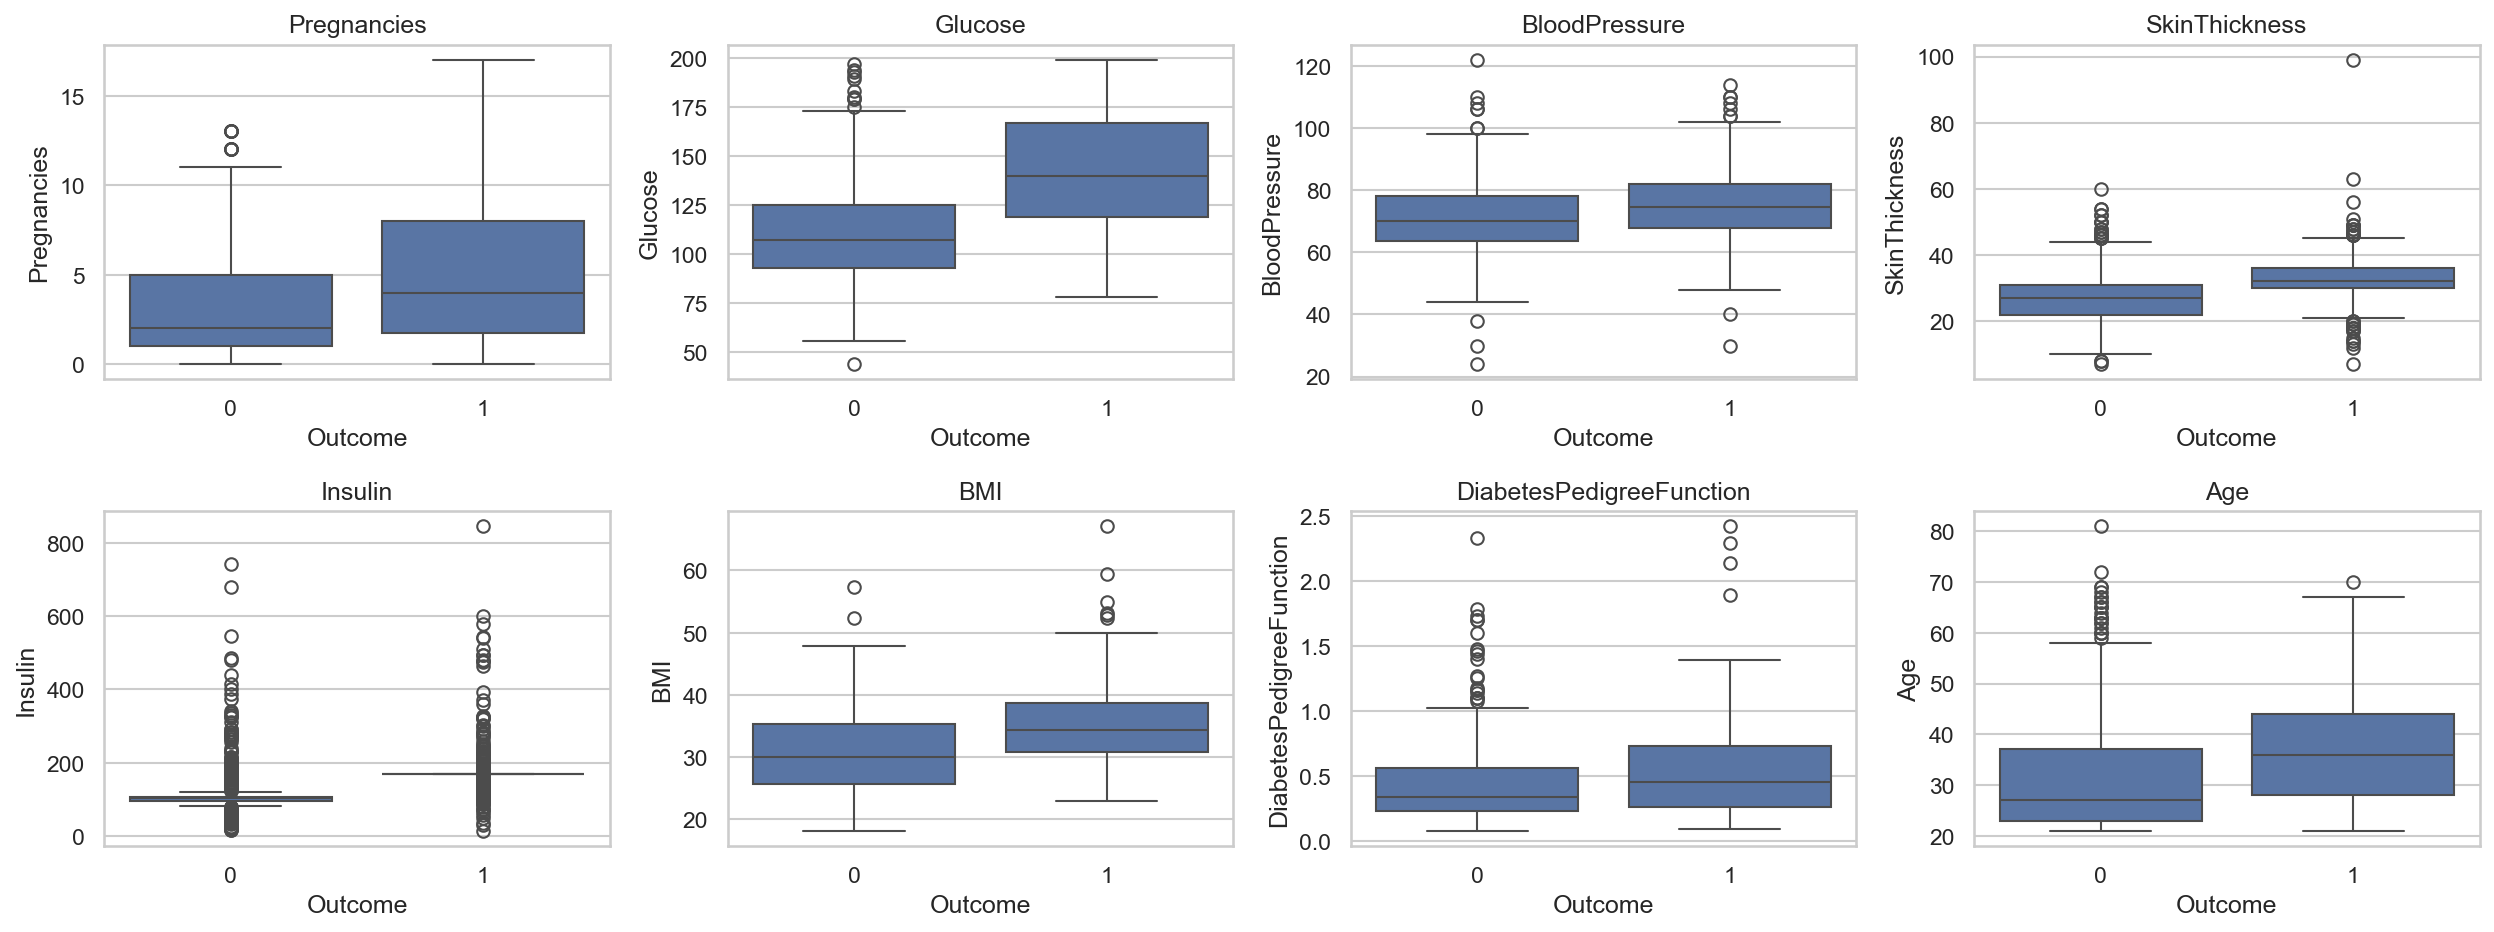 Pregnancies
Pregnancies
15
10
5
0
0 1
Outcome
Glucose
Glucose
200
175
150
125
100
75
50
0 1
Outcome
BloodPressure
BloodPressure
120
100
80
60
40
20
0 1
Outcome
SkinThickness
SkinThickness
100
80
60
40
20
0 1
Outcome
Insulin
Insulin
800
600
400
200
0
0 1
Outcome
BMI
BMI
60
50
40
30
20
0 1
Outcome
DiabetesPedigreeFunction
DiabetesPedigreeFunction
2.5
2.0
1.5
1.0
0.5
0.0
0 1
Outcome
Age
Age
80
70
60
50
40
30
20
0 1
Outcome